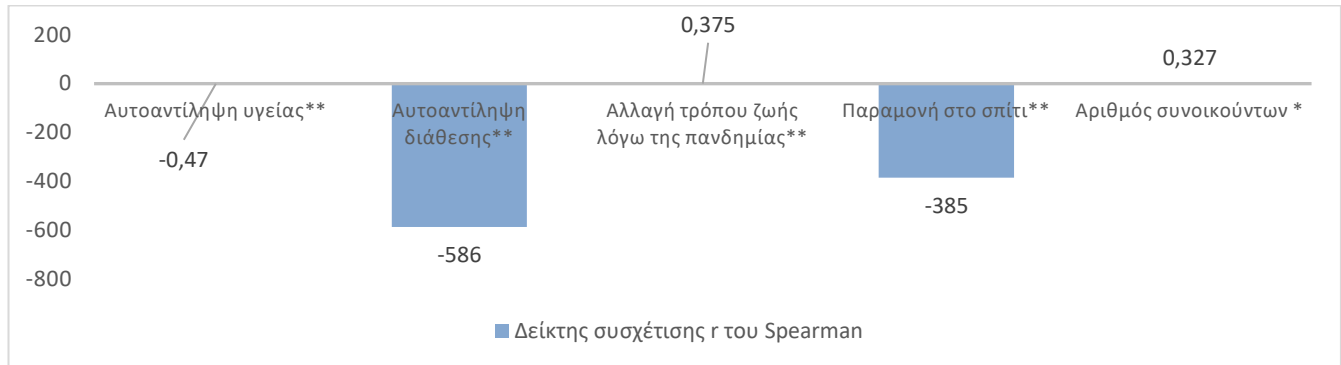 200
0
-200
-400
-600
-800
0,375
0,327
Αυτοαντίληψη υγείας**
Αυτοαντίληψη
διάθεσης**
Αλλαγή τρόπου ζωής
λόγω της πανδημίας**
Παραμονή στο σπίτι**
Αριθμός συνοικούντων *
-0,47
-586
-385
Δείκτης συσχέτισης r του Spearman